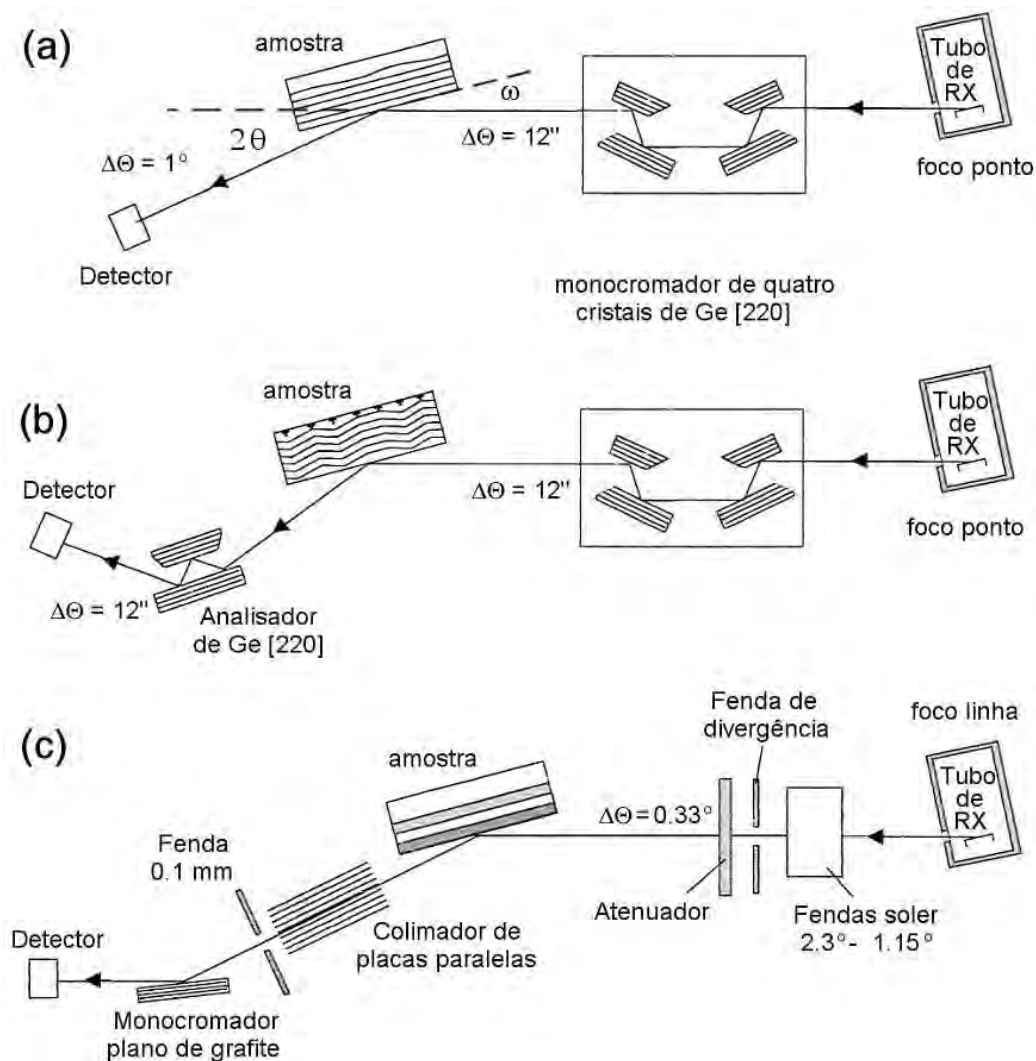 (a)
amostra
ω
2θ
ΔΘ = 1°
ΔΘ = 12"
Detector
Tubo
de
RX
foco ponto
monocromador de quatro
cristais de Ge [220]
(b)
amostra
Detector
ΔΘ = 12"
ΔΘ = 12"
Analisador
de Ge [220]
Tubo
de
RX
foco ponto
(c)
amostra
Fenda
0.1 mm
Detector
Monocromador
plano de grafite
Colimador de
placas paralelas
ΔΘ = 0.33°
Atenuador
Fenda de
divergência
Fendas soler
2.3°- 1.15°
foco linha
Tubo
de
RX